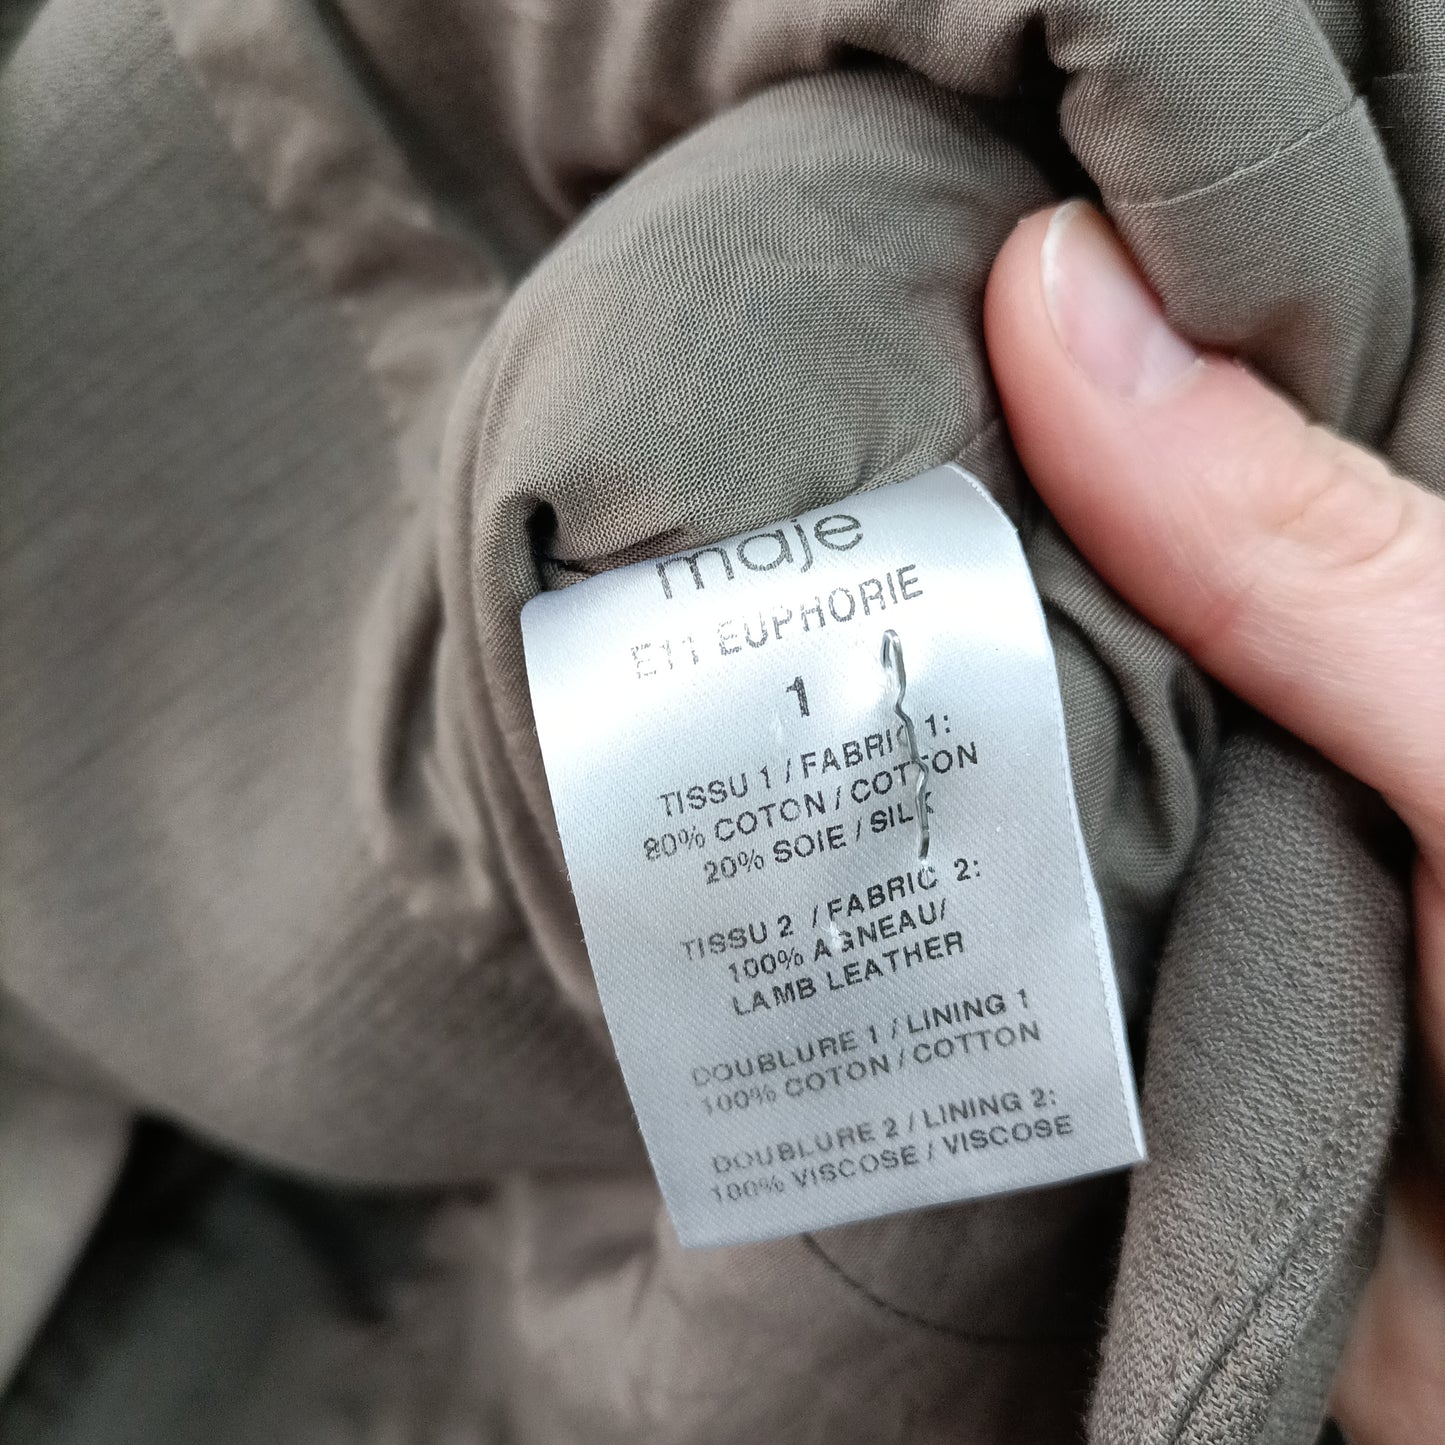 maje
E11 EUPHORIE
1
TISSU 1 / FABRIC 1:
80% COTON / COTTON
20% SOIE / SILK
TISSU 2 / FABRIC 2:
100% AGNEAU/
LAMB LEATHER
DOUBLURE 1 / LINING 1
100% COTON / COTTON
DOUBLURE 2 / LINING 2:
100% VISCOSE / VISCOSE